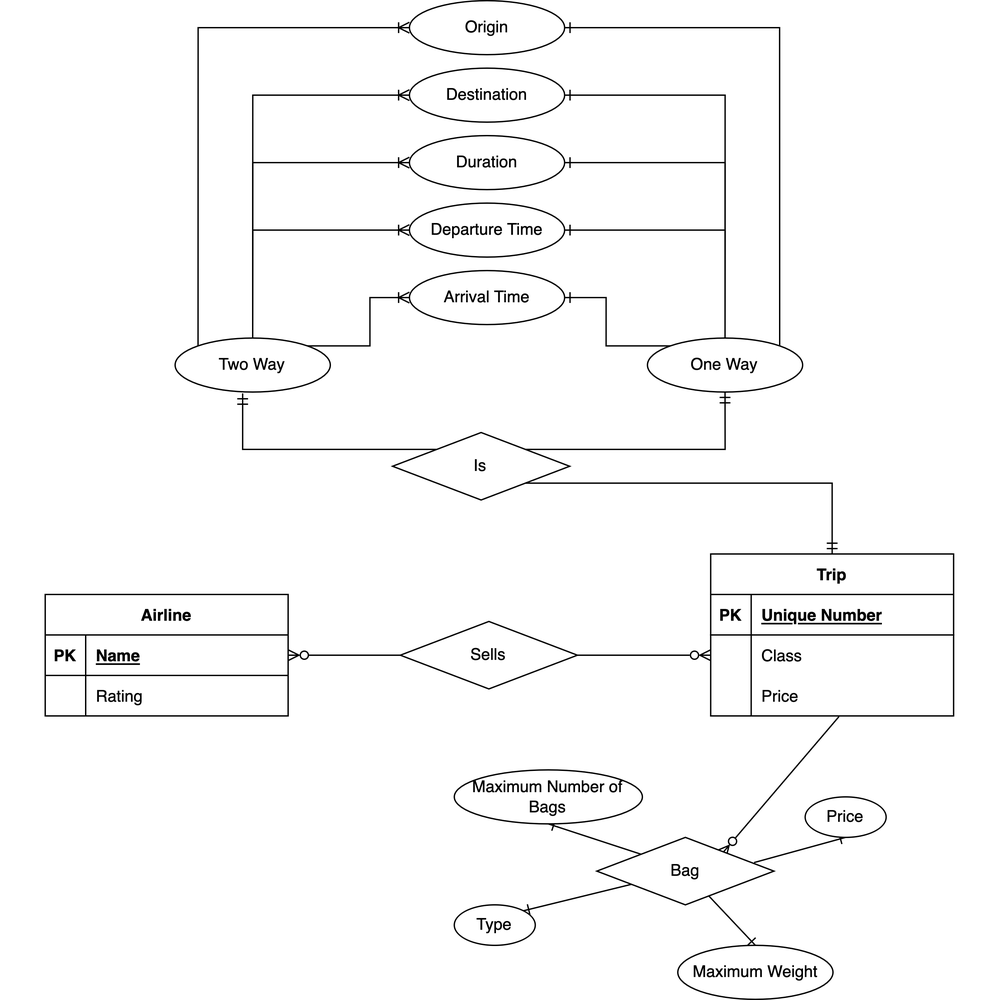 Origin
Destination
Duration
Departure Time
Arrival Time
Two Way
One Way
Is
Trip
PK Unique Number
Class
Price
Airline
PK Name
Rating
Sells
Maximum Number of
Bags
Price
Bag
Type
Maximum Weight